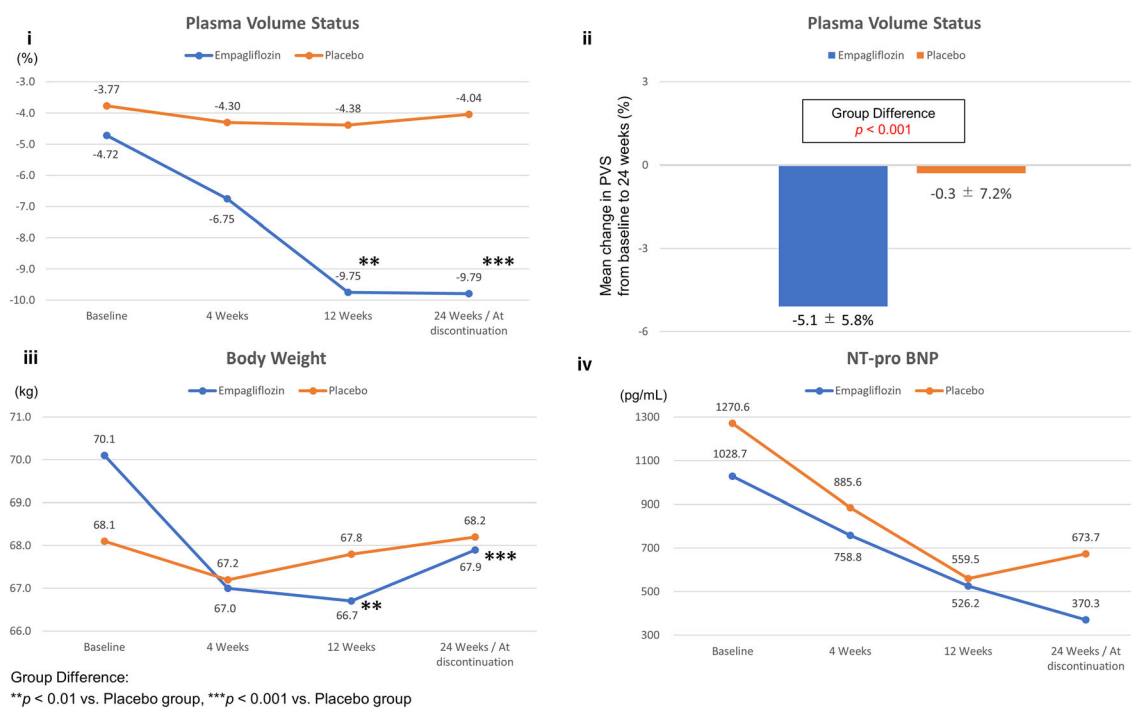 Plasma Volume Status
i
(%)
Empagliflozin
Placebo
-3.0
-4.0
-5.0
-6.0
-7.0
-8.0
-9.0
-10.0
-3.77
-4.30
-4.38
-4.04
-4.72
-6.75
**
-9.75
***
-9.79
Baseline
4 Weeks
12 Weeks
24 Weeks / At
discontinuation
Plasma Volume Status
ii
Empagliflozin
Placebo
Mean change in PVS
from baseline to 24 weeks (%)
3
0
-3
-6
Group Difference
p < 0.001
-0.3 ± 7.2%
-5.1 ± 5.8%
iii
Body Weight
(kg)
Empagliflozin
Placebo
71.0
70.0
69.0
68.0
67.0
66.0
70.1
68.1
67.2
67.0
67.8
66.7
**
68.2
67.9
***
Baseline
4 Weeks
12 Weeks
24 Weeks / At
discontinuation
iv
NT-pro BNP
(pg/mL)
Empagliflozin
Placebo
1300
1100
900
700
500
300
1270.6
1028.7
885.6
758.8
559.5
526.2
673.7
370.3
Baseline
4 Weeks
12 Weeks
24 Weeks / At
discontinuation
Group Difference:
**p < 0.01 vs. Placebo group, ***p < 0.001 vs. Placebo group